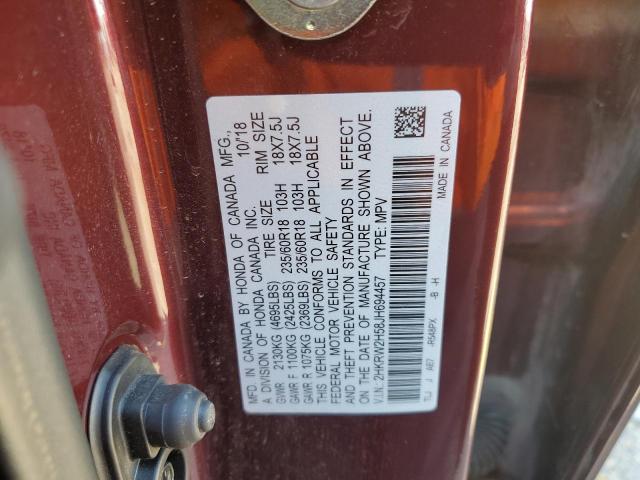 MFD. IN CANADA BY HONDA OF CANADA MFG.,
A DIVISION OF HONDA CANADA INC. 10/18
TIRE SIZE RIM SIZE
GVWR 2130KG (4695LBS)
GAWR F 1100KG (2425LBS) 235/60R18 103H 18X7.5J
GAWR R 1075KG (2369LBS) 235/60R18 103H 18X7.5J
THIS VEHICLE CONFORMS TO ALL APPLICABLE
FEDERAL MOTOR VEHICLE SAFETY
AND THEFT PREVENTION STANDARDS IN EFFECT
ON THE DATE OF MANUFACTURE SHOWN ABOVE.
V.I.N.: 2HKRW2H58JH694457 TYPE: MPV
TLJ J AE7 -R5A8PX -B -H MADE IN CANADA